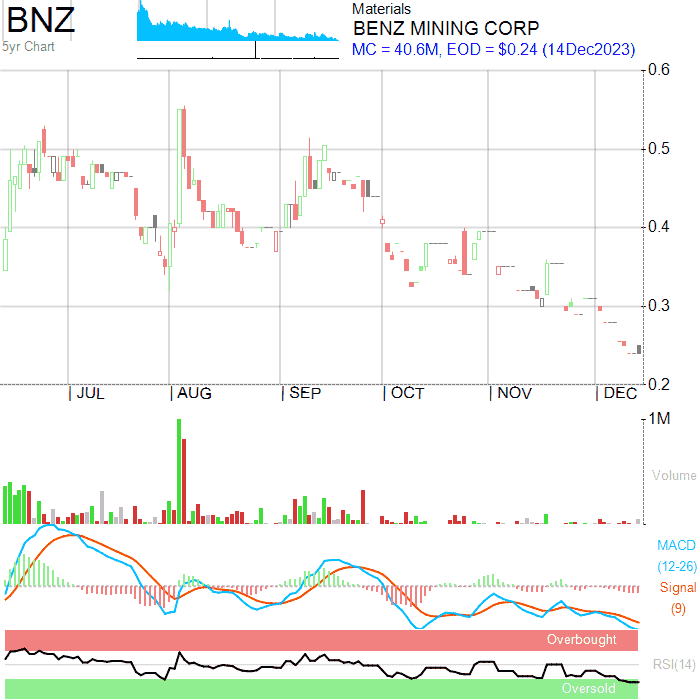 BNZ
5yr Chart
Materials
BENZ MINING CORP
MC = 40.6M, EOD = $0.24 (14Dec2023)
0.6
0.5
0.4
0.3
0.2
JUL AUG SEP OCT NOV DEC
1M
Volume
MACD
(12-26)
Signal
(9)
Overbought
RSI(14)
Oversold